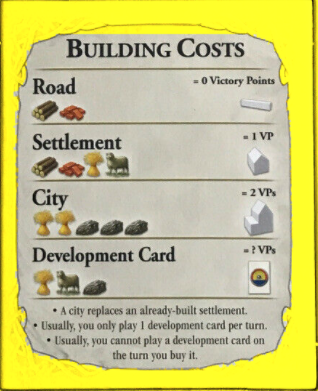 BUILDING COSTS
Road = 0 Victory Points
Settlement = 1 VP
City = 2 VPs
Development Card = ? VPs
• A city replaces an already-built settlement.
• Usually, you only play 1 development card per turn.
• Usually, you cannot play a development card on
the turn you buy it.